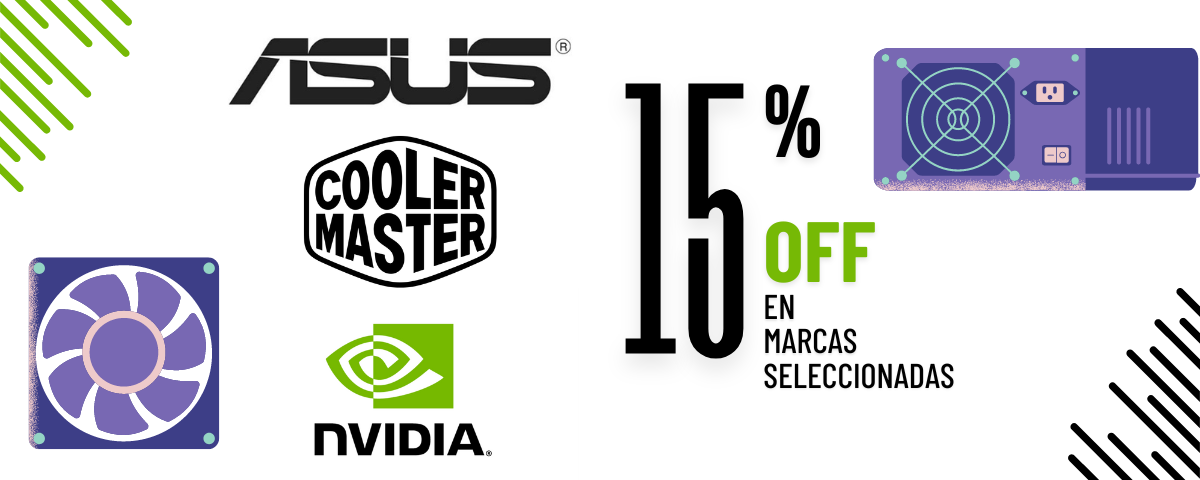 ASUS®
COOLER
MASTER
NVIDIA®
15%
OFF
EN
MARCAS
SELECCIONADAS